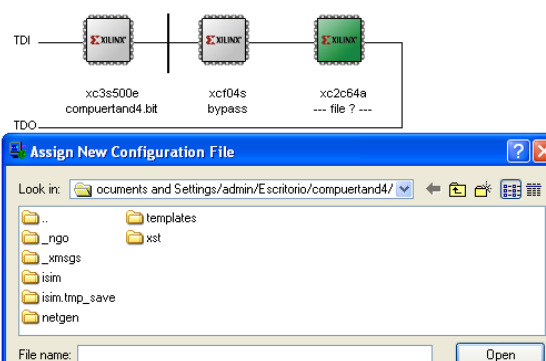 TDI
XILINX XILINX XILINX
xc3s500e xcf04s xc2c64a
compuertand4.bit bypass --- file ? ---
TDO
Assign New Configuration File
Look in: ocuments and Settings/admin/Escritorio/compuertand4/
.. templates
_ngo xst
_xmsgs
isim
isim.tmp_save
netgen
File name: Open